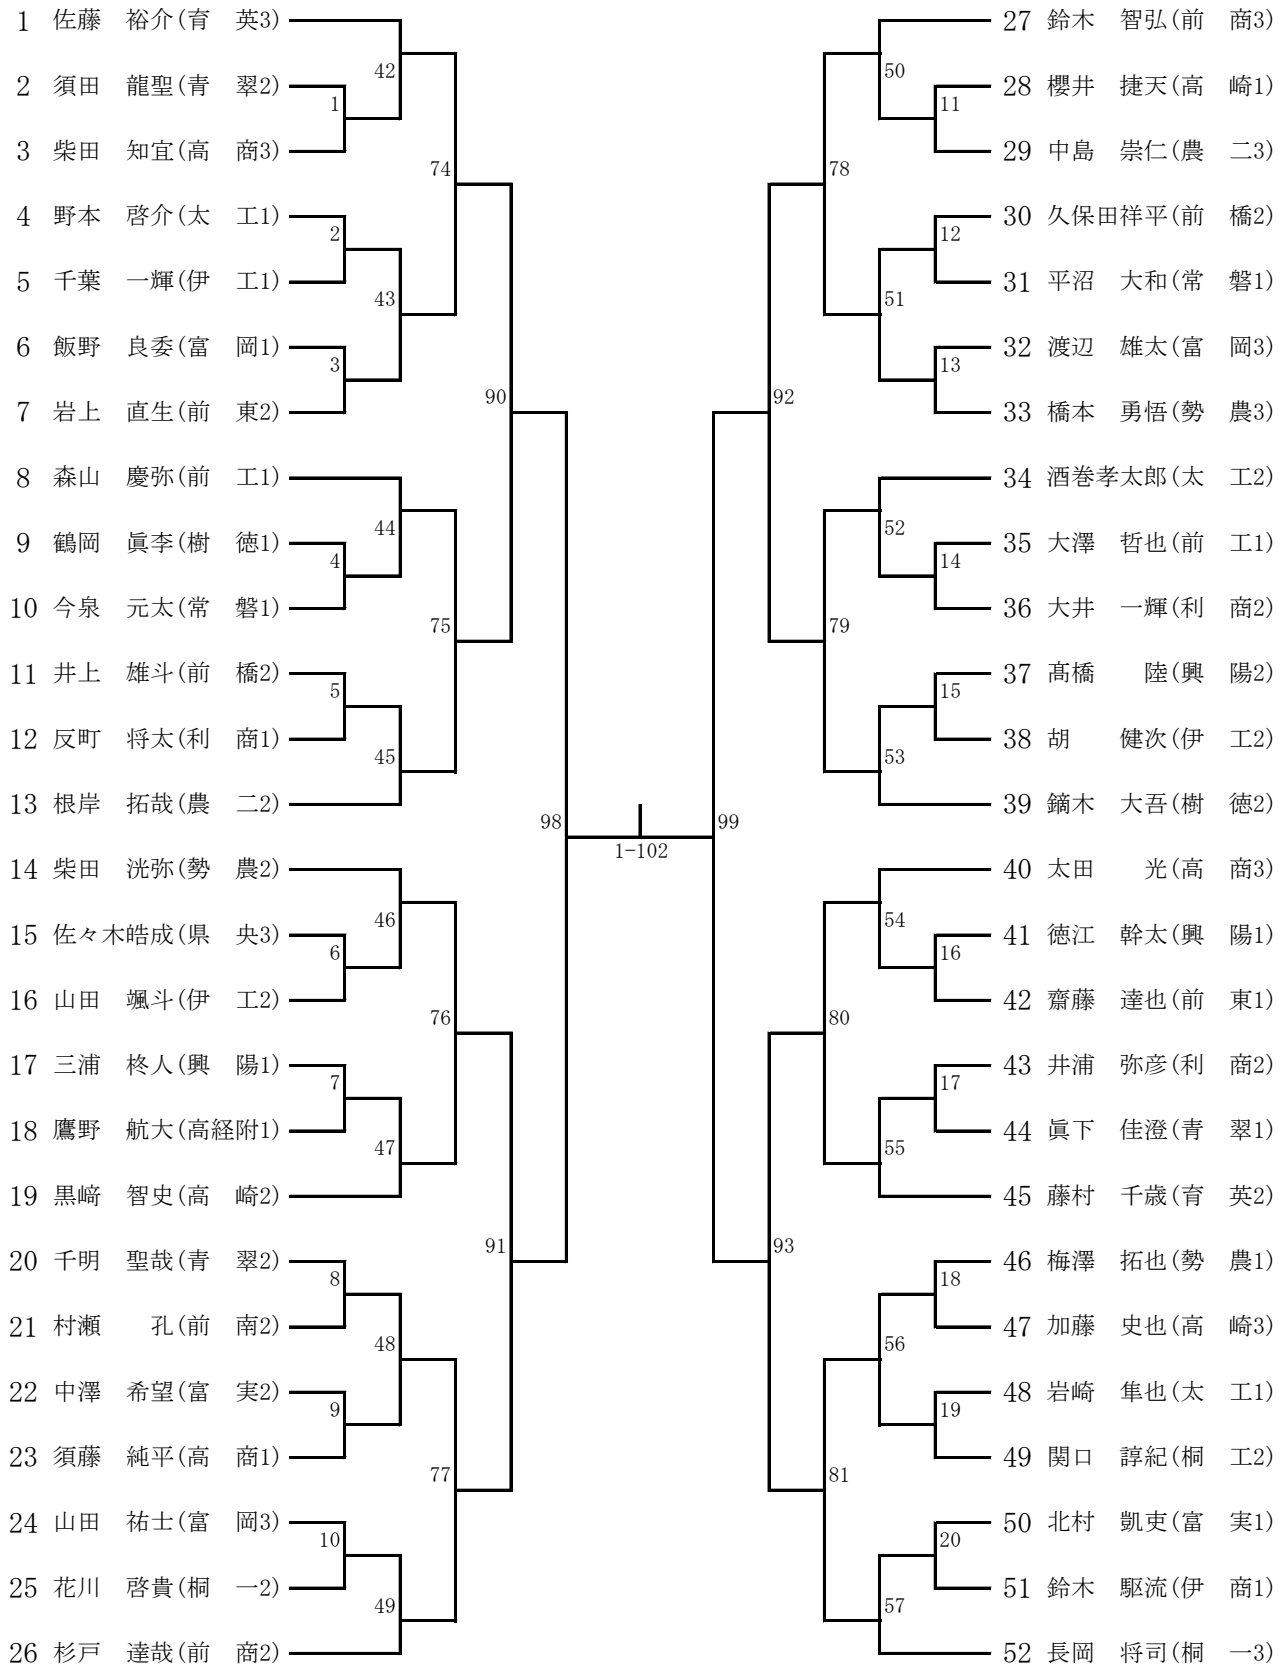 1 佐藤　裕介(育　英3)
2 須田　龍聖(青　翠2)
3 柴田　知宜(高　商3)
4 野本　啓介(太　工1)
5 千葉　一輝(伊　工1)
6 飯野　良委(富　岡1)
7 岩上　直生(前　東2)
8 森山　慶弥(前　工1)
9 鶴岡　眞李(樹　徳1)
10 今泉　元太(常　磐1)
11 井上　雄斗(前　橋2)
12 反町　将太(利　商1)
13 根岸　拓哉(農　二2)
14 柴田　洸弥(勢　農2)
15 佐々木皓成(県　央3)
16 山田　颯斗(伊　工2)
17 三浦　柊人(興　陽1)
18 鷹野　航大(高経附1)
19 黒﨑　智史(高　崎2)
20 千明　聖哉(青　翠2)
21 村瀬　　孔(前　南2)
22 中澤　希望(富　実2)
23 須藤　純平(高　商1)
24 山田　祐士(富　岡3)
25 花川　啓貴(桐　一2)
26 杉戸　達哉(前　商2)
1
2
3
4
5
6
7
8
9
10
42
43
44
45
46
47
48
49
74
75
76
77
90
91
98
1-102
99
92
93
78
79
80
81
50
51
52
53
54
55
56
57
11
12
13
14
15
16
17
18
19
20
27 鈴木　智弘(前　商3)
28 櫻井　捷天(高　崎1)
29 中島　崇仁(農　二3)
30 久保田祥平(前　橋2)
31 平沼　大和(常　磐1)
32 渡辺　雄太(富　岡3)
33 橋本　勇悟(勢　農3)
34 酒巻孝太郎(太　工2)
35 大澤　哲也(前　工1)
36 大井　一輝(利　商2)
37 髙橋　　陸(興　陽2)
38 胡　　健次(伊　工2)
39 鏑木　大吾(樹　徳2)
40 太田　　光(高　商3)
41 徳江　幹太(興　陽1)
42 齋藤　達也(前　東1)
43 井浦　弥彦(利　商2)
44 眞下　佳澄(青　翠1)
45 藤村　千歳(育　英2)
46 梅澤　拓也(勢　農1)
47 加藤　史也(高　崎3)
48 岩崎　隼也(太　工1)
49 関口　諄紀(桐　工2)
50 北村　凱吏(富　実1)
51 鈴木　駆流(伊　商1)
52 長岡　将司(桐　一3)